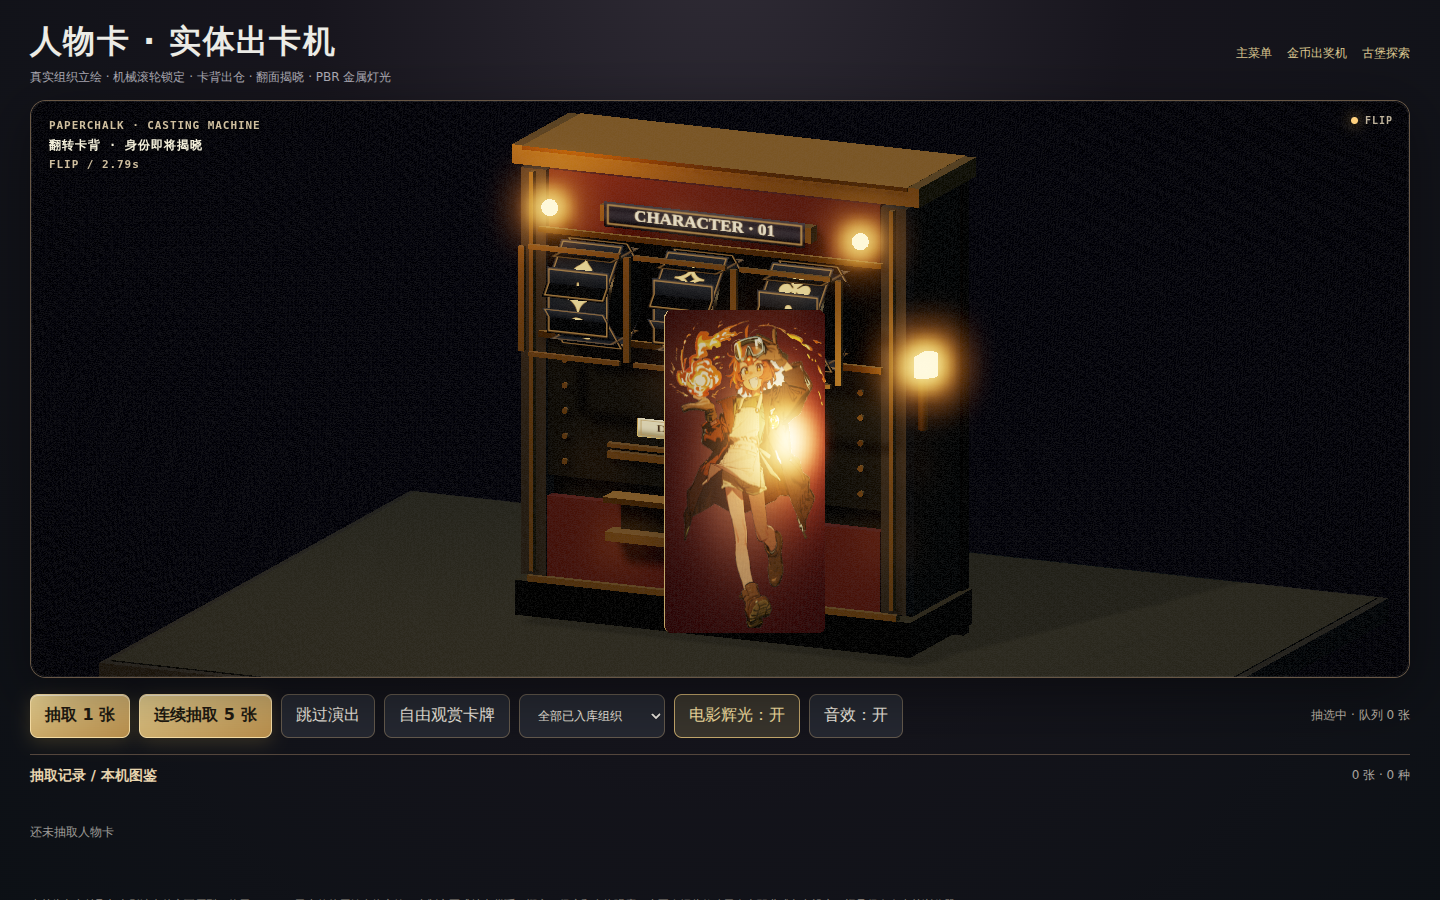 人物卡 · 实体出卡机
真实组织立绘 · 机械滚轮锁定 · 卡背出仓 · 翻面揭晓 · PBR 金属灯光
主菜单 金币出奖机 古堡探索
PAPERCHALK · CASTING MACHINE
翻转卡背 · 身份即将揭晓
FLIP / 2.79s
FLIP
CHARACTER · 01
抽取 1 张 连续抽取 5 张 跳过演出 自由观赏卡牌 全部已入库组织 电影辉光：开 音效：开
抽选中 · 队列 0 张
抽取记录 / 本机图鉴
0 张 · 0 种
还未抽取人物卡